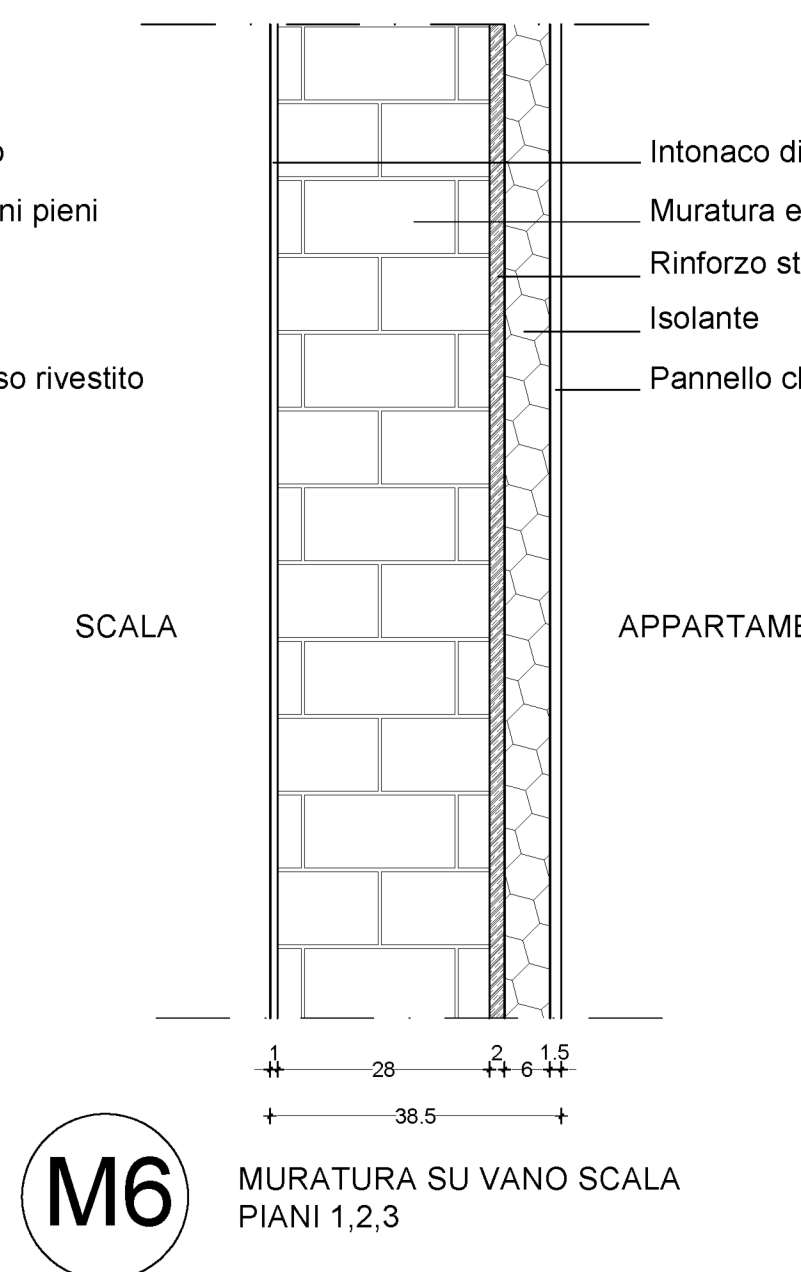 o
ni pieni
so rivestito
Intonaco di
Muratura e
Rinforzo st
Isolante
Pannello cl
SCALA
APPARTAME
1
28
2
6
1.5
38.5
M6
MURATURA SU VANO SCALA
PIANI 1,2,3